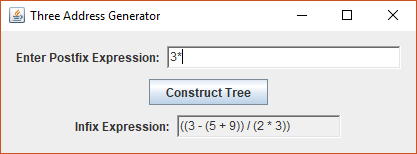 Three Address Generator
Enter Postfix Expression: 3*
Construct Tree
Infix Expression: ((3 - (5 + 9)) / (2 * 3))